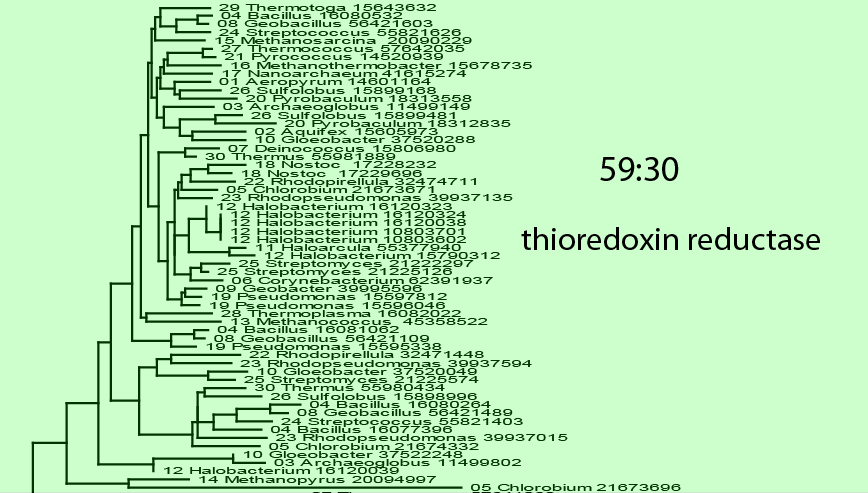 29 Thermotoga 15643632
04 Bacillus 16080532
08 Geobacillus 56421603
24 Streptococcus 55821626
15 Methanosarcina 20090229
27 Thermococcus 57642035
21 Pyrococcus 14520939
16 Methanothermobacter 15678735
17 Nanoarchaeum 41615274
01 Aeropyrum 14601164
26 Sulfolobus 15899168
20 Pyrobaculum 18313558
03 Archaeoglobus 11499149
26 Sulfolobus 15899481
20 Pyrobaculum 18312835
02 Aquifex 15605973
10 Gloeobacter 37520288
07 Deinococcus 15806980
30 Thermus 55981889
18 Nostoc 17228232
18 Nostoc 17229696
22 Rhodopirellula 32474711
05 Chlorobium 21673671
23 Rhodopseudomonas 39937135
12 Halobacterium 16120323
12 Halobacterium 16120324
12 Halobacterium 16120038
12 Halobacterium 10803701
12 Halobacterium 10803602
11 Haloarcula 55377940
12 Halobacterium 15790312
25 Streptomyces 21222297
25 Streptomyces 21225126
06 Corynebacterium 62391937
09 Geobacter 39995596
19 Pseudomonas 15597812
19 Pseudomonas 15596046
28 Thermoplasma 16082022
13 Methanococcus 45358522
04 Bacillus 16081062
08 Geobacillus 56421109
19 Pseudomonas 15595338
22 Rhodopirellula 32471448
23 Rhodopseudomonas 39937594
10 Gloeobacter 37520049
25 Streptomyces 21225574
30 Thermus 55980434
26 Sulfolobus 15898996
04 Bacillus 16080264
08 Geobacillus 56421489
24 Streptococcus 55821403
04 Bacillus 16077396
23 Rhodopseudomonas 39937015
05 Chlorobium 21674332
10 Gloeobacter 37522248
03 Archaeoglobus 11499802
12 Halobacterium 16120039
14 Methanopyrus 20094997
05 Chlorobium 21673696
59:30
thioredoxin reductase